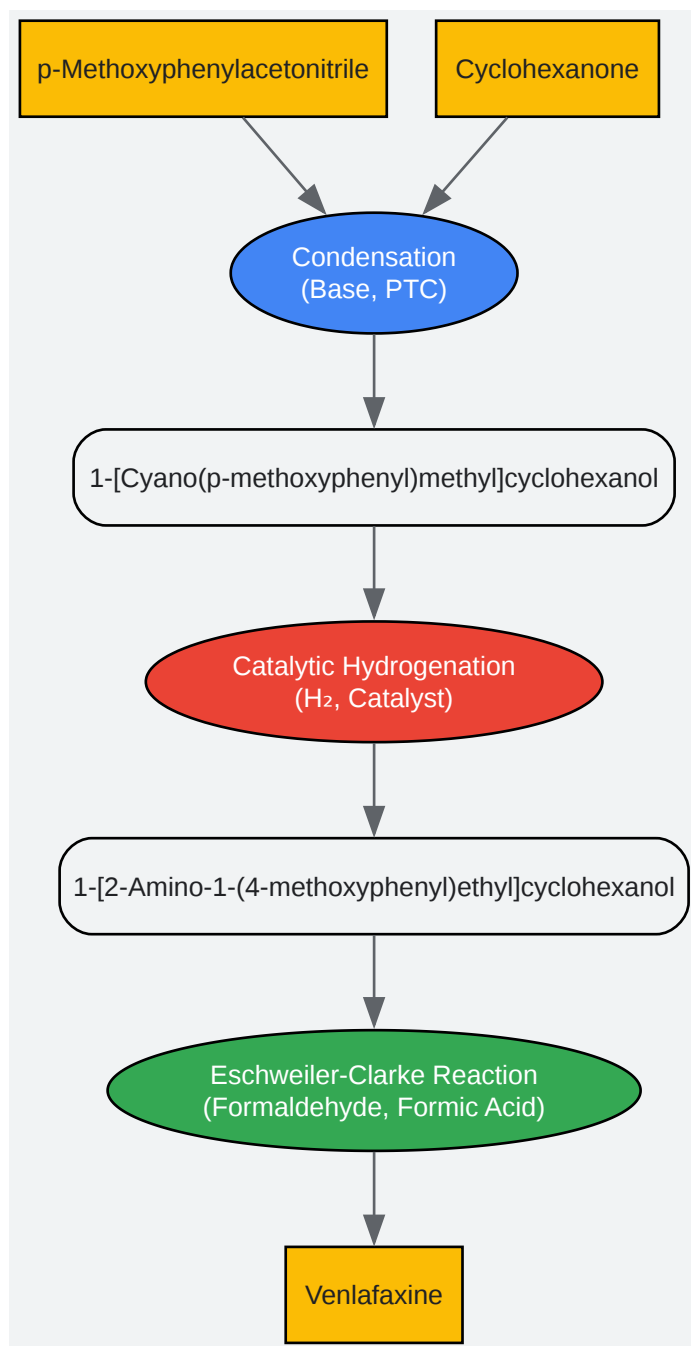 p-Methoxyphenylacetonitrile
Cyclohexanone
Condensation
(Base, PTC)
1-[Cyano(p-methoxyphenyl)methyl]cyclohexanol
Catalytic Hydrogenation
(H₂, Catalyst)
1-[2-Amino-1-(4-methoxyphenyl)ethyl]cyclohexanol
Eschweiler-Clarke Reaction
(Formaldehyde, Formic Acid)
Venlafaxine